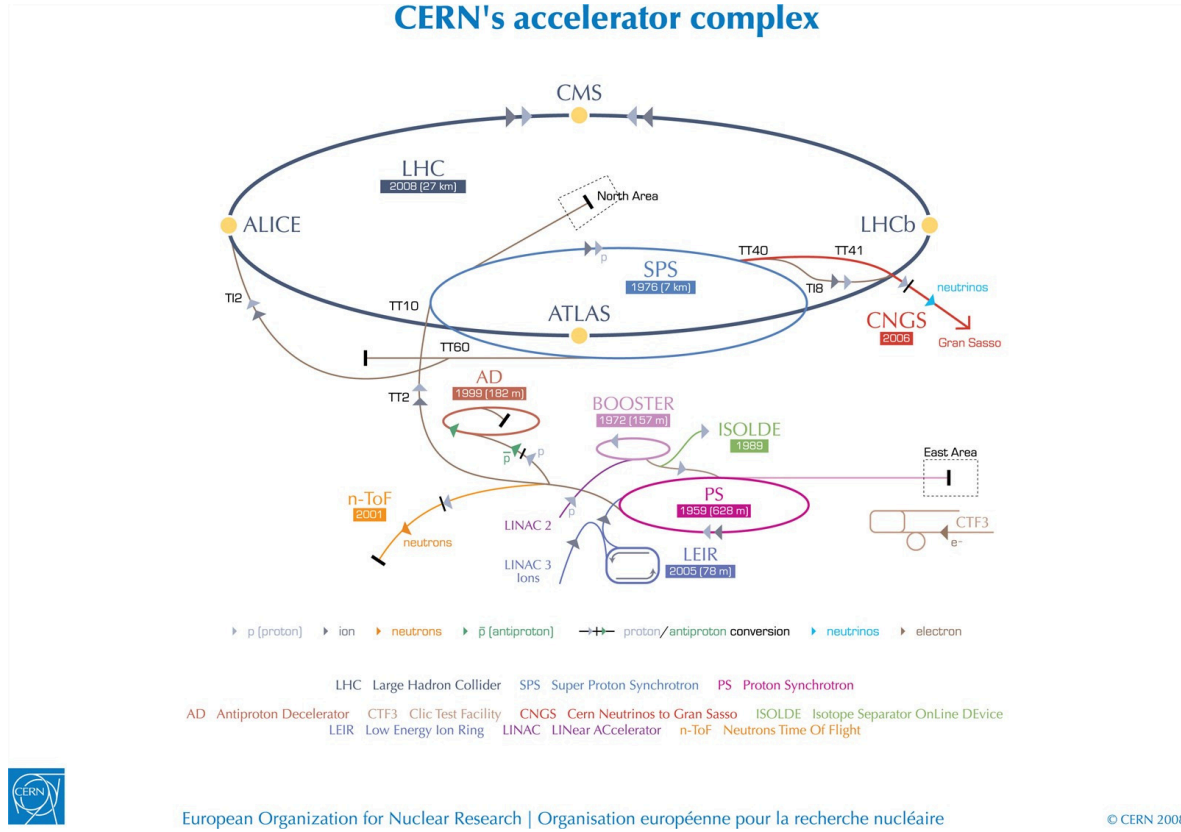 CERN's accelerator complex
CMS
LHC
2008 (27 km)
North Area
ALICE
LHCb
TT40
TT41
SPS
1976 (7 km)
p
TI2
TI8
neutrinos
TT10
ATLAS
CNGS
2006
Gran Sasso
TT60
AD
1999 (182 m)
TT2
BOOSTER
1972 (157 m)
ISOLDE
1989
p̄
p
East Area
n-ToF
2001
PS
1959 (628 m)
LINAC 2
p
neutrons
CTF3
e-
LEIR
2005 (78 m)
LINAC 3
Ions
p (proton) ion neutrons p̄ (antiproton) proton/antiproton conversion neutrinos electron
LHC Large Hadron Collider SPS Super Proton Synchrotron PS Proton Synchrotron
AD Antiproton Decelerator CTF3 Clic Test Facility CNGS Cern Neutrinos to Gran Sasso ISOLDE Isotope Separator OnLine DEvice
LEIR Low Energy Ion Ring LINAC LINear ACcelerator n-ToF Neutrons Time Of Flight
CERN
European Organization for Nuclear Research | Organisation européenne pour la recherche nucléaire
© CERN 2008